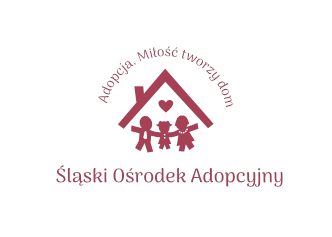 Adopcja. Miłość tworzy dom
Śląski Ośrodek Adopcyjny